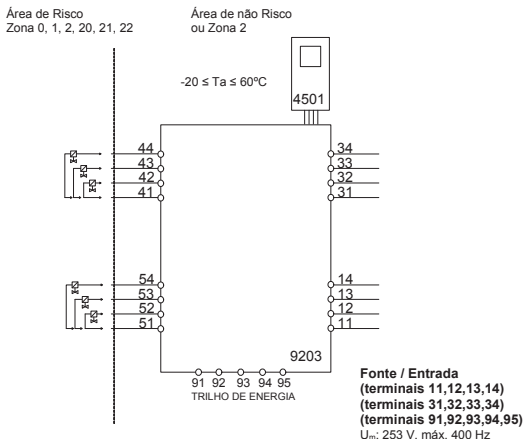 Área de Risco
Zona 0, 1, 2, 20, 21, 22
Área de não Risco
ou Zona 2
-20 ≤ Ta ≤ 60ºC
4501
44
43
42
41
34
33
32
31
54
53
52
51
14
13
12
11
9203
91 92 93 94 95
TRILHO DE ENERGIA
Fonte / Entrada
(terminais 11,12,13,14)
(terminais 31,32,33,34)
(terminais 91,92,93,94,95)
Uₘ: 253 V, máx. 400 Hz